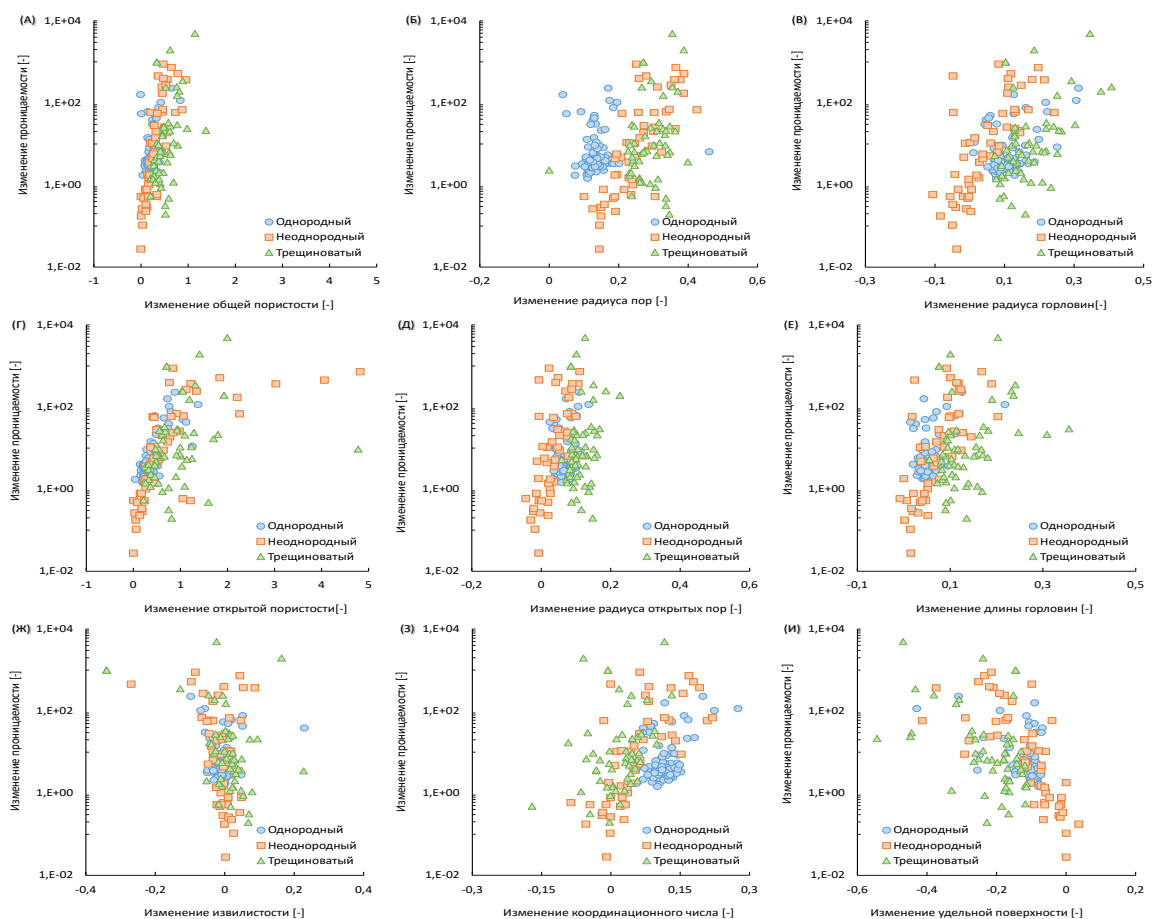 (А)
1,E+04
1,E+02
1,E+00
1,E-02
Изменение проницаемости [-]
Однородный
Неоднородный
Трещиноватый
-1 0 1 2 3 4 5
Изменение общей пористости [-]
(Б)
1,E+04
1,E+02
1,E+00
1,E-02
Изменение проницаемости [-]
Однородный
Неоднородный
Трещиноватый
-0,2 0 0,2 0,4 0,6
Изменение радиуса пор [-]
(В)
1,E+04
1,E+02
1,E+00
1,E-02
Изменение проницаемости [-]
Однородный
Неоднородный
Трещиноватый
-0,3 -0,1 0,1 0,3 0,5
Изменение радиуса горловин[-]
(Г)
1,E+04
1,E+02
1,E+00
1,E-02
Изменение проницаемости [-]
Однородный
Неоднородный
Трещиноватый
-1 0 1 2 3 4 5
Изменение открытой пористости[-]
(Д)
1,E+04
1,E+02
1,E+00
1,E-02
Изменение проницаемости [-]
Однородный
Неоднородный
Трещиноватый
-0,2 0 0,2 0,4 0,6
Изменение радиуса открытых пор [-]
(Е)
1,E+04
1,E+02
1,E+00
1,E-02
Изменение проницаемости [-]
Однородный
Неоднородный
Трещиноватый
-0,1 0,1 0,3 0,5
Изменение длины горловин [-]
(Ж)
1,E+04
1,E+02
1,E+00
1,E-02
Изменение проницаемости [-]
Однородный
Неоднородный
Трещиноватый
-0,4 -0,2 0 0,2 0,4
Изменение извилистости [-]
(З)
1,E+04
1,E+02
1,E+00
1,E-02
Изменение проницаемости [-]
Однородный
Неоднородный
Трещиноватый
-0,3 -0,15 0 0,15 0,3
Изменение координационного числа [-]
(И)
1,E+04
1,E+02
1,E+00
1,E-02
Изменение проницаемости [-]
Однородный
Неоднородный
Трещиноватый
-0,6 -0,4 -0,2 0 0,2
Изменение удельной поверхности [-]